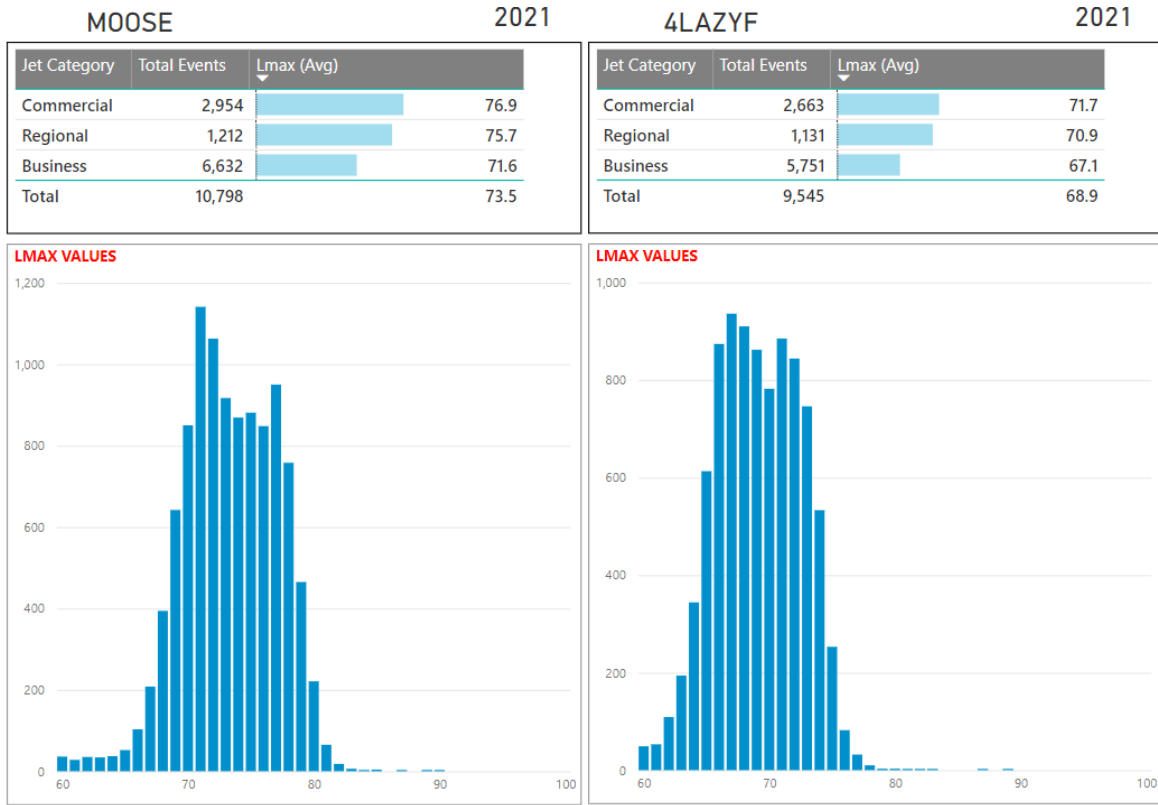 MOOSE 2021
Jet Category Total Events Lmax (Avg)
Commercial 2,954 76.9
Regional 1,212 75.7
Business 6,632 71.6
Total 10,798 73.5
LMAX VALUES
1,200
1,000
800
600
400
200
0
60 70 80 90 100
4LAZYF 2021
Jet Category Total Events Lmax (Avg)
Commercial 2,663 71.7
Regional 1,131 70.9
Business 5,751 67.1
Total 9,545 68.9
LMAX VALUES
1,000
800
600
400
200
0
60 70 80 90 100